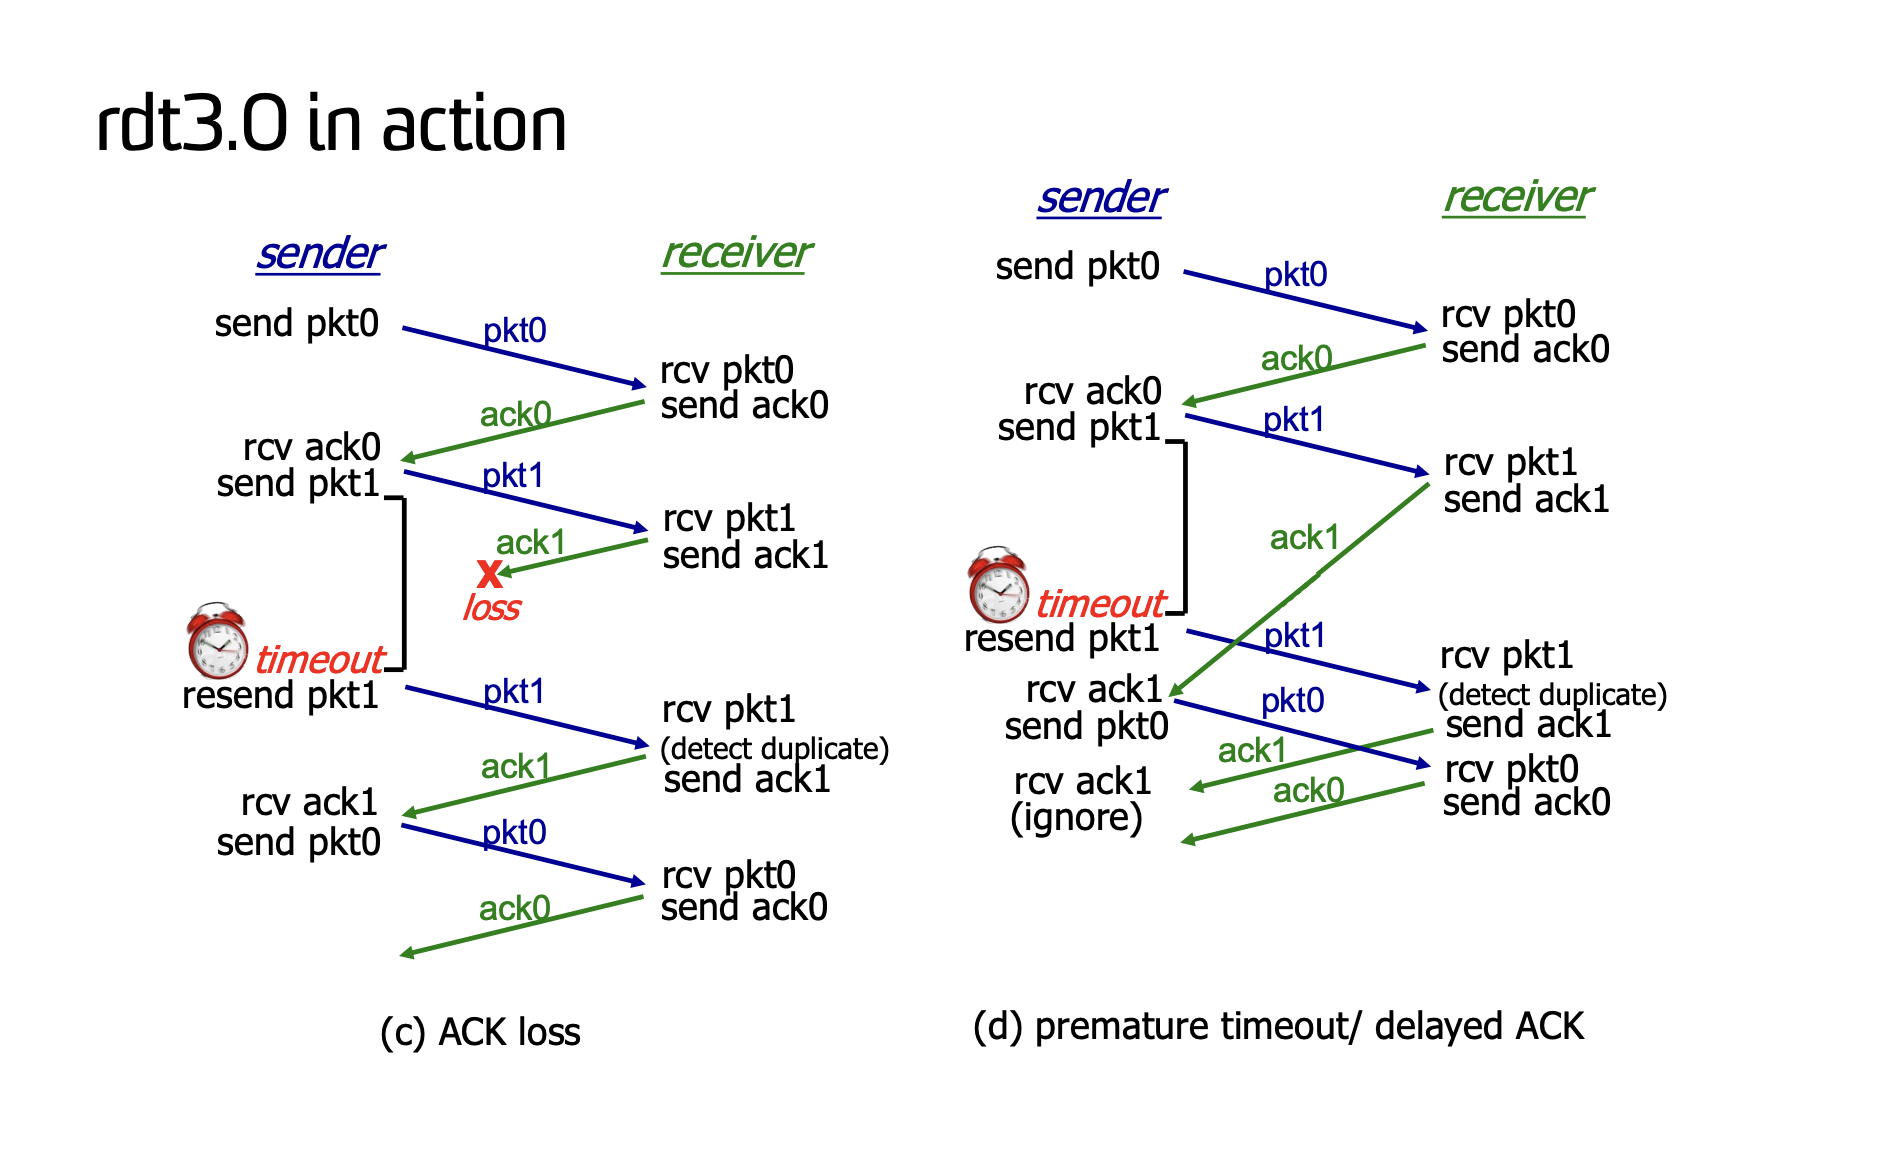 rdt3.0 in action
sender
receiver
send pkt0
pkt0
rcv pkt0
send ack0
ack0
rcv ack0
send pkt1
pkt1
rcv pkt1
send ack1
ack1
X
loss
timeout
resend pkt1
pkt1
rcv pkt1
(detect duplicate)
send ack1
ack1
rcv ack1
send pkt0
pkt0
rcv pkt0
send ack0
ack0
(c) ACK loss
sender
receiver
send pkt0
pkt0
rcv pkt0
send ack0
ack0
rcv ack0
send pkt1
pkt1
rcv pkt1
send ack1
ack1
timeout
resend pkt1
pkt1
rcv pkt1
(detect duplicate)
send ack1
rcv ack1
send pkt0
pkt0
ack1
rcv pkt0
send ack0
rcv ack1
(ignore)
ack0
(d) premature timeout/ delayed ACK